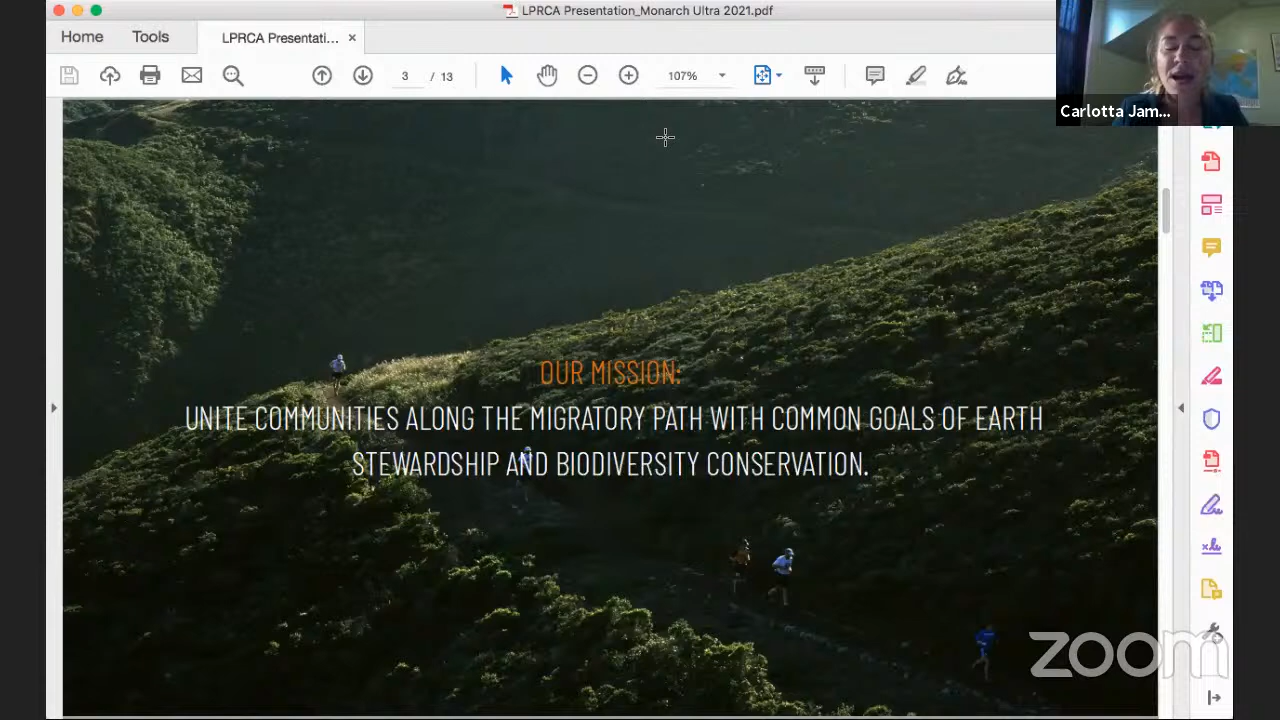 LPRCA Presentation_Monarch Ultra 2021.pdf
Home
Tools
LPRCA Presentati... ×
3 / 13
107%
Carlotta Jam...
OUR MISSION:
UNITE COMMUNITIES ALONG THE MIGRATORY PATH WITH COMMON GOALS OF EARTH
STEWARDSHIP AND BIODIVERSITY CONSERVATION.
zoom